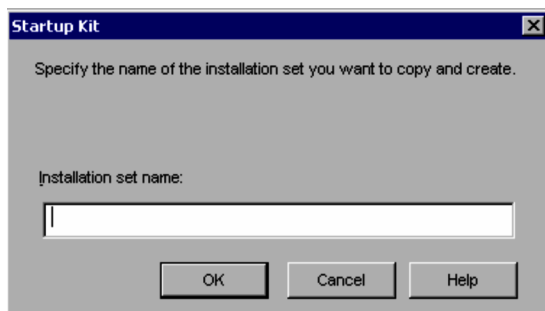 Startup Kit
Specify the name of the installation set you want to copy and create.
Installation set name:
OK Cancel Help